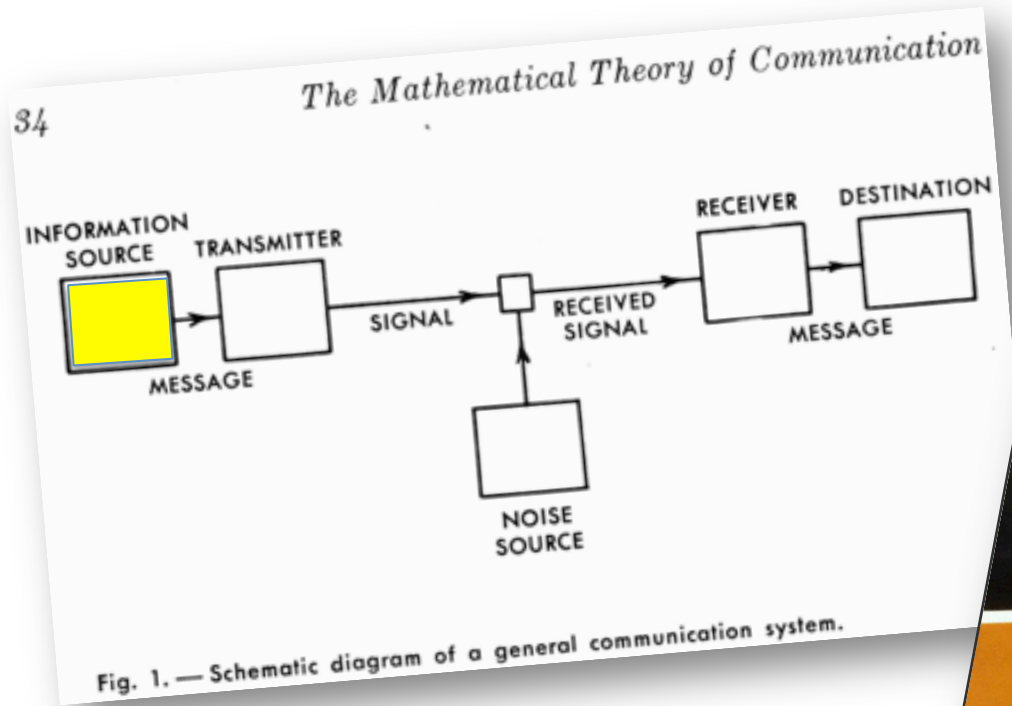 34
The Mathematical Theory of Communication
INFORMATION
SOURCE
TRANSMITTER
RECEIVER
DESTINATION
SIGNAL
RECEIVED
SIGNAL
MESSAGE
MESSAGE
NOISE
SOURCE
Fig. 1. — Schematic diagram of a general communication system.